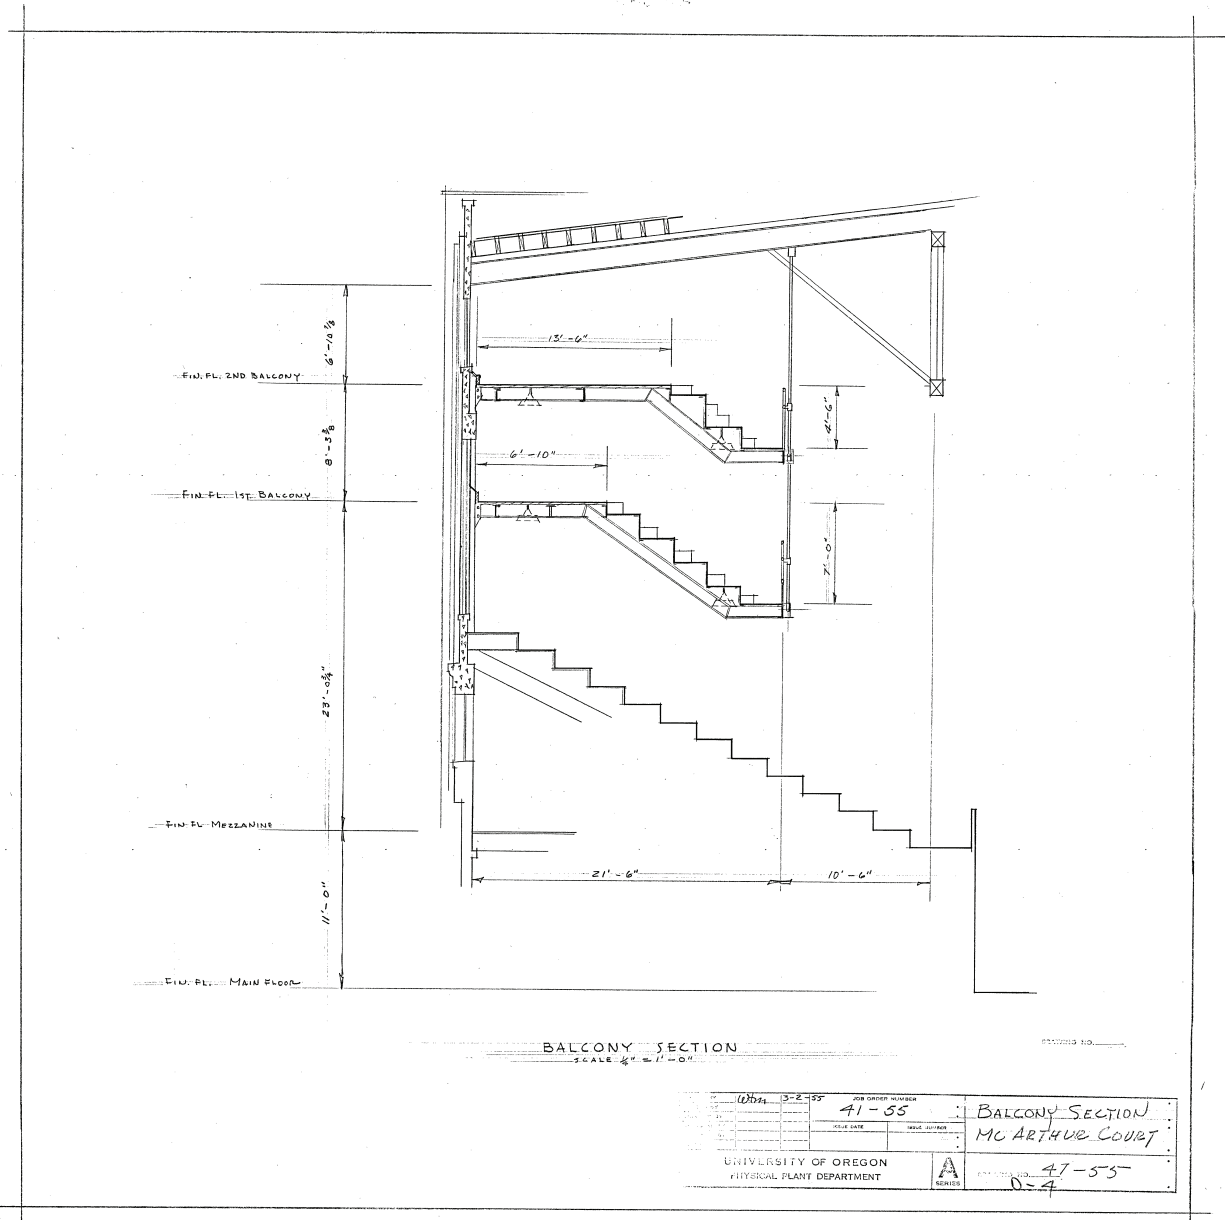 13'-6"
6'-10 7/8
FIN. FL. 2ND BALCONY
4'-6"
8'-3 3/8
6'-10"
FIN FL. 1ST BALCONY
7'-0"
23'-0 3/4"
FIN FL MEZZANINE
21'-6"
10'-6"
11'-0"
FIN. FL. MAIN FLOOR
BALCONY SECTION
SCALE 1/4" = 1'-0"
DRAWING NO.
3-2-55
JOB ORDER NUMBER
41-55
ISSUE DATE
ISSUE NUMBER
BALCONY SECTION
MC ARTHUR COURT
UNIVERSITY OF OREGON
PHYSICAL PLANT DEPARTMENT
A
SERIES
47-55
D-4